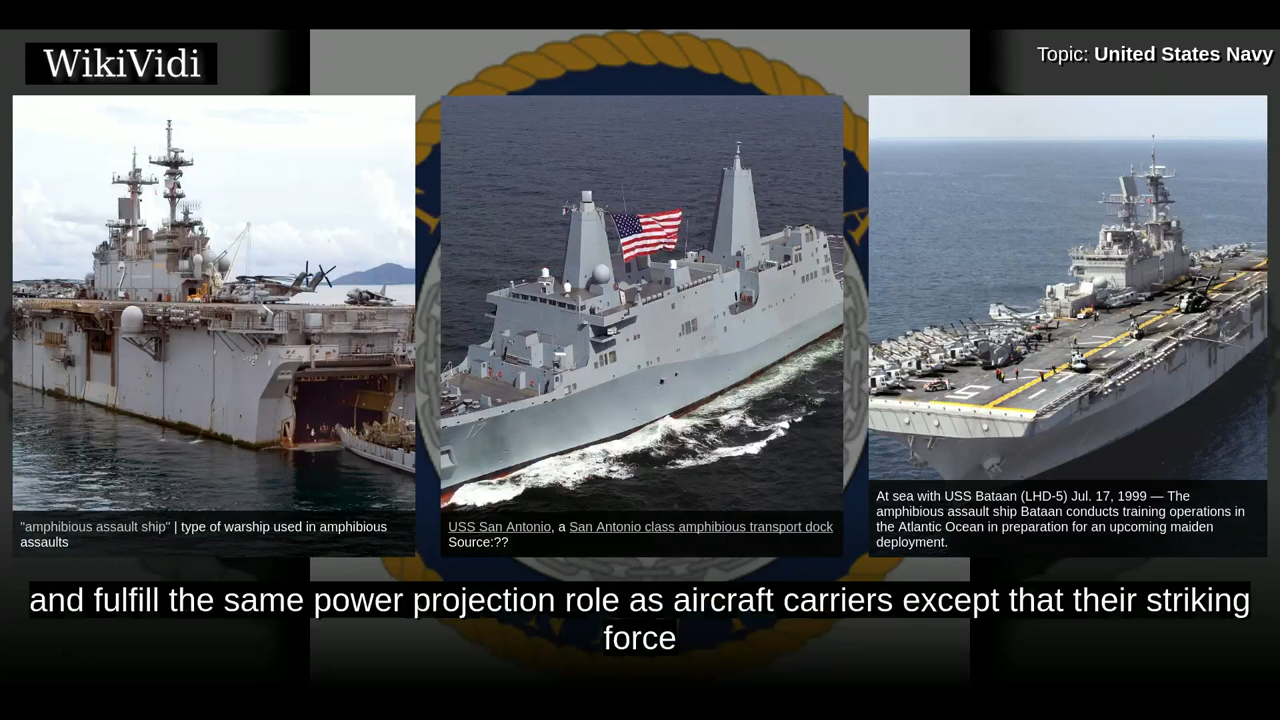 WikiVidi
Topic: United States Navy
"amphibious assault ship" | type of warship used in amphibious
assaults
USS San Antonio, a San Antonio class amphibious transport dock
Source:??
At sea with USS Bataan (LHD-5) Jul. 17, 1999 — The
amphibious assault ship Bataan conducts training operations in
the Atlantic Ocean in preparation for an upcoming maiden
deployment.
and fulfill the same power projection role as aircraft carriers except that their striking
force